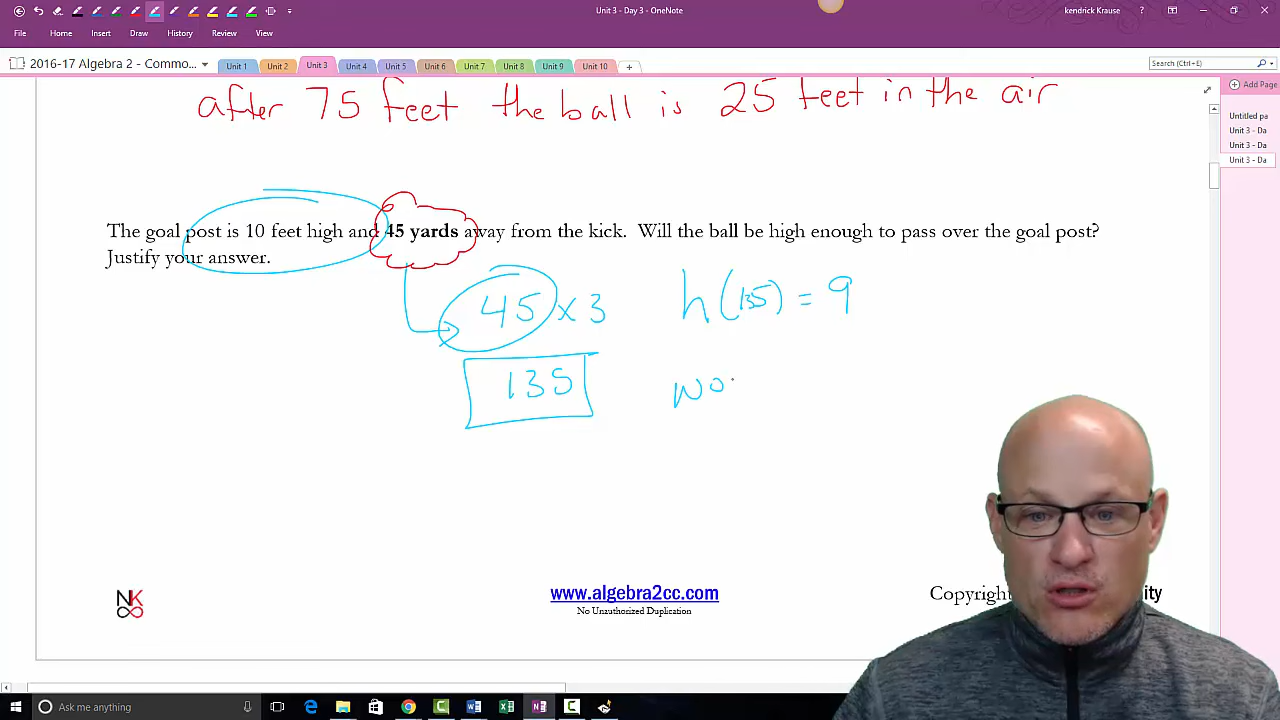 Unit 3 - Day 3 - OneNote
kendrick Krause
?
File Home Insert Draw History Review View
2016-17 Algebra 2 - Commo... Unit 1 Unit 2 Unit 3 Unit 4 Unit 5 Unit 6 Unit 7 Unit 8 Unit 9 Unit 10 +
Search (Ctrl+E)
Add Page
Untitled pa
Unit 3 - Da
Unit 3 - Da
Unit 3 - Da
after 75 feet the ball is 25 feet in the air
The goal post is 10 feet high and 45 yards away from the kick. Will the ball be high enough to pass over the goal post?
Justify your answer.
45 x 3 h(135) = 9
135 No
NK
www.algebra2cc.com
No Unauthorized Duplication
Copyright
Ask me anything